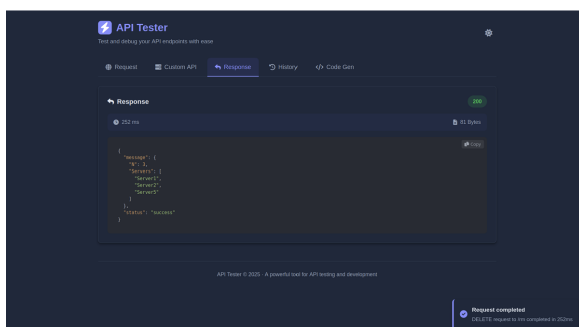 API Tester
Test and debug your API endpoints with ease
Request
Custom API
Response
History
</> Code Gen
Response
200
252 ms
81 Bytes
Copy
{
"message": {
"N": 3,
"Servers": [
"Server1",
"Server2",
"Server5"
]
},
"status": "success"
}
API Tester © 2025 - A powerful tool for API testing and development
Request completed
DELETE request to /rm completed in 252ms